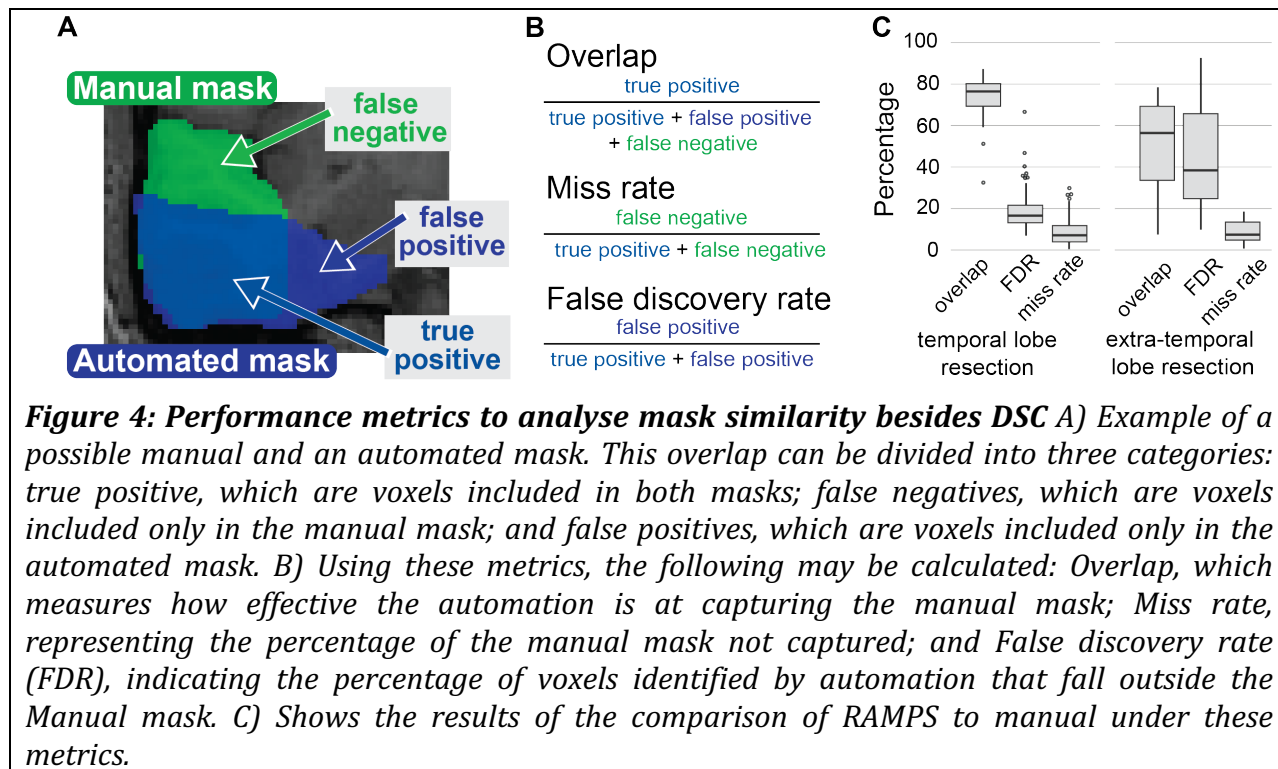 A
Manual mask
false
negative
false
positive
true
positive
Automated mask
B
Overlap
true positive
true positive + false positive
+ false negative
Miss rate
false negative
true positive + false negative
False discovery rate
false positive
true positive + false positive
C
100
80
60
40
20
0
Percentage
overlap
FDR
miss rate
temporal lobe
resection
overlap
FDR
miss rate
extra-temporal
lobe resection
Figure 4: Performance metrics to analyse mask similarity besides DSC A) Example of a
possible manual and an automated mask. This overlap can be divided into three categories:
true positive, which are voxels included in both masks; false negatives, which are voxels
included only in the manual mask; and false positives, which are voxels included only in the
automated mask. B) Using these metrics, the following may be calculated: Overlap, which
measures how effective the automation is at capturing the manual mask; Miss rate,
representing the percentage of the manual mask not captured; and False discovery rate
(FDR), indicating the percentage of voxels identified by automation that fall outside the
Manual mask. C) Shows the results of the comparison of RAMPS to manual under these
metrics.